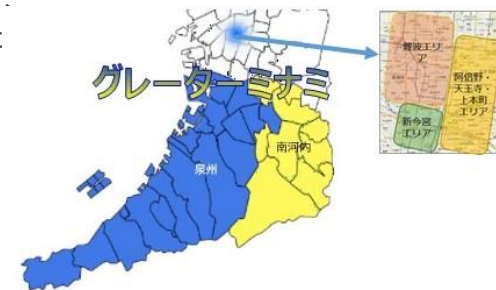 グレーターミナミ
難波エリ
ア
阿倍野・
天王寺・
上本町
エリア
新今宮
エリア
南河内
泉州